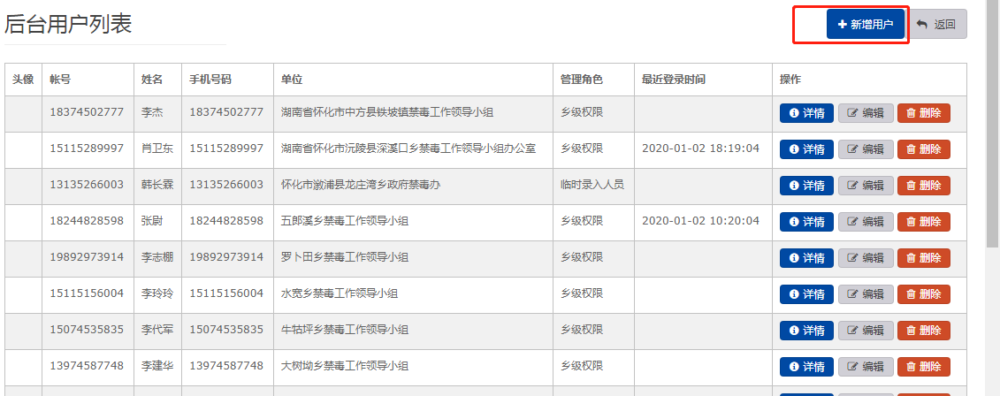 后台用户列表
新增用户 返回
头像 帐号 姓名 手机号码 单位 管理角色 最近登录时间 操作
18374502777 李杰 18374502777 湖南省怀化市中方县铁坡镇禁毒工作领导小组 乡级权限 详情 编辑 删除
15115289997 肖卫东 15115289997 湖南省怀化市沅陵县深溪口乡禁毒工作领导小组办公室 乡级权限 2020-01-02 18:19:04 详情 编辑 删除
13135266003 韩长霖 13135266003 怀化市溆浦县龙庄湾乡政府禁毒办 临时录入人员 详情 编辑 删除
18244828598 张尉 18244828598 五郎溪乡禁毒工作领导小组 乡级权限 2020-01-02 10:20:04 详情 编辑 删除
19892973914 李志棚 19892973914 罗卜田乡禁毒工作领导小组 乡级权限 详情 编辑 删除
15115156004 李玲玲 15115156004 水宽乡禁毒工作领导小组 乡级权限 详情 编辑 删除
15074535835 李代军 15074535835 牛牯坪乡禁毒工作领导小组 乡级权限 详情 编辑 删除
13974587748 李建华 13974587748 大树坳乡禁毒工作领导小组 乡级权限 详情 编辑 删除